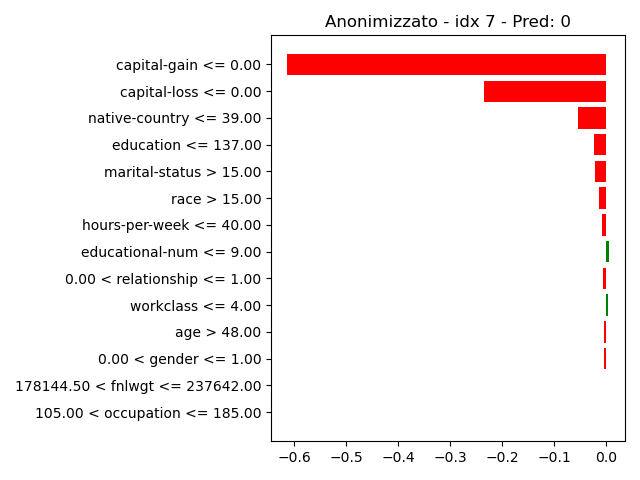 Anonimizzato - idx 7 - Pred: 0
capital-gain <= 0.00
capital-loss <= 0.00
native-country <= 39.00
education <= 137.00
marital-status > 15.00
race > 15.00
hours-per-week <= 40.00
educational-num <= 9.00
0.00 < relationship <= 1.00
workclass <= 4.00
age > 48.00
0.00 < gender <= 1.00
178144.50 < fnlwgt <= 237642.00
105.00 < occupation <= 185.00
−0.6 −0.5 −0.4 −0.3 −0.2 −0.1 0.0